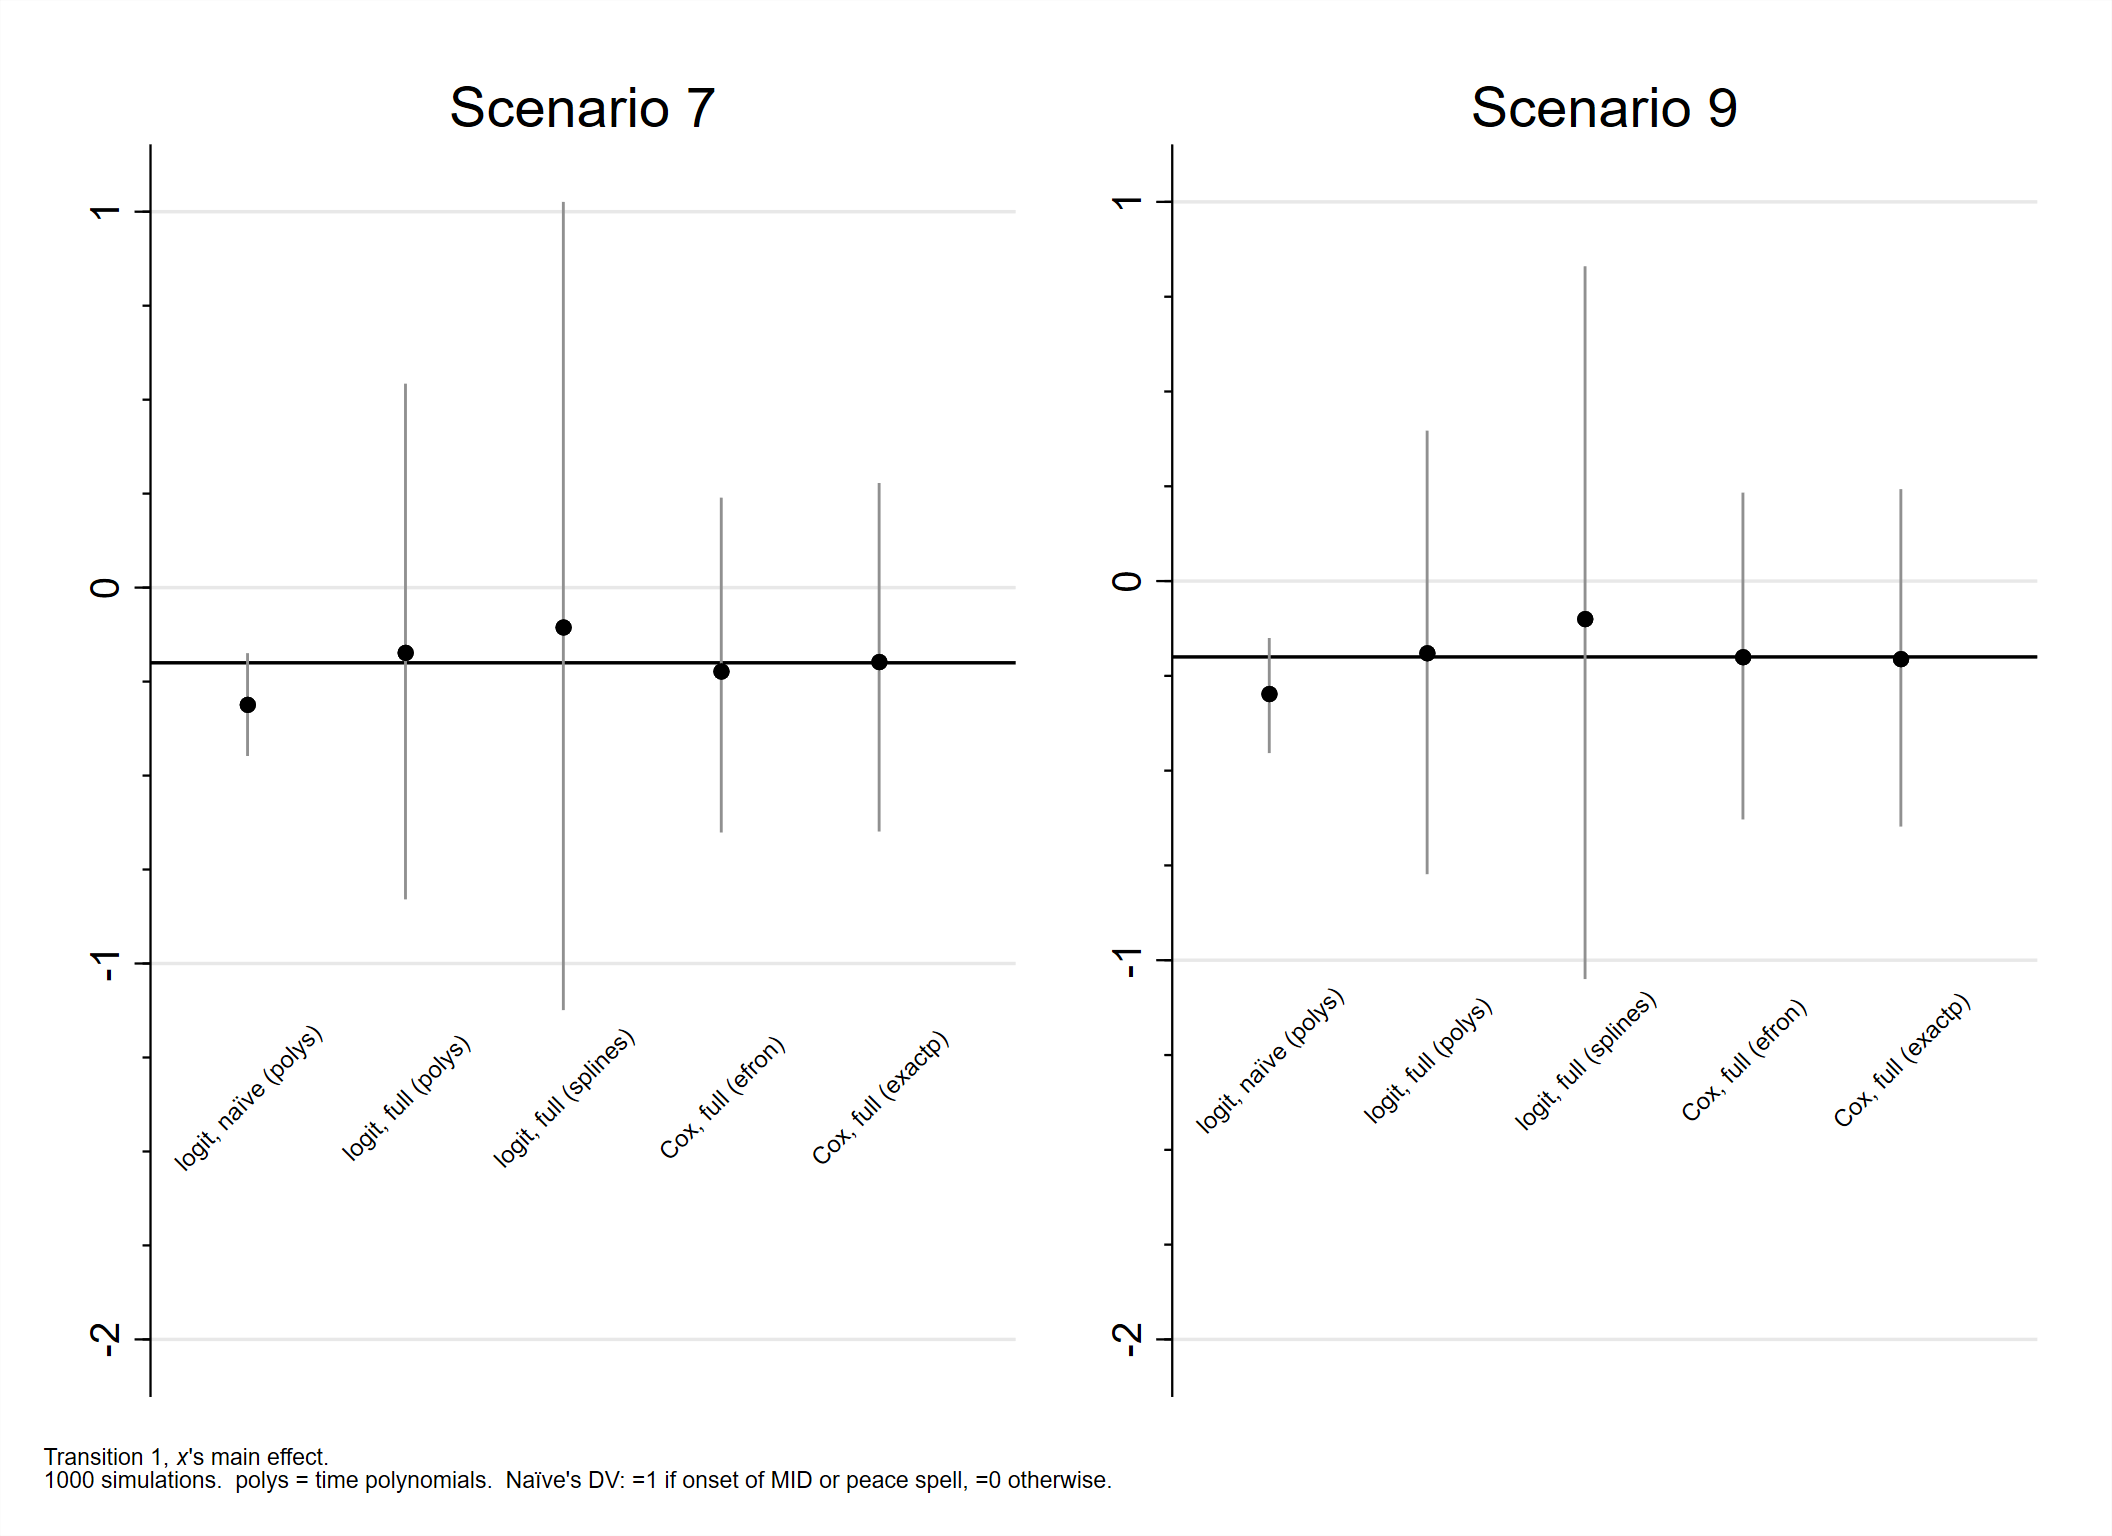 Scenario 7
1
0
-1
-2
logit, naïve (polys)
logit, full (polys)
logit, full (splines)
Cox, full (efron)
Cox, full (exactp)
Scenario 9
1
0
-1
-2
logit, naïve (polys)
logit, full (polys)
logit, full (splines)
Cox, full (efron)
Cox, full (exactp)
Transition 1, x's main effect.
1000 simulations.  polys = time polynomials.  Naïve's DV: =1 if onset of MID or peace spell, =0 otherwise.